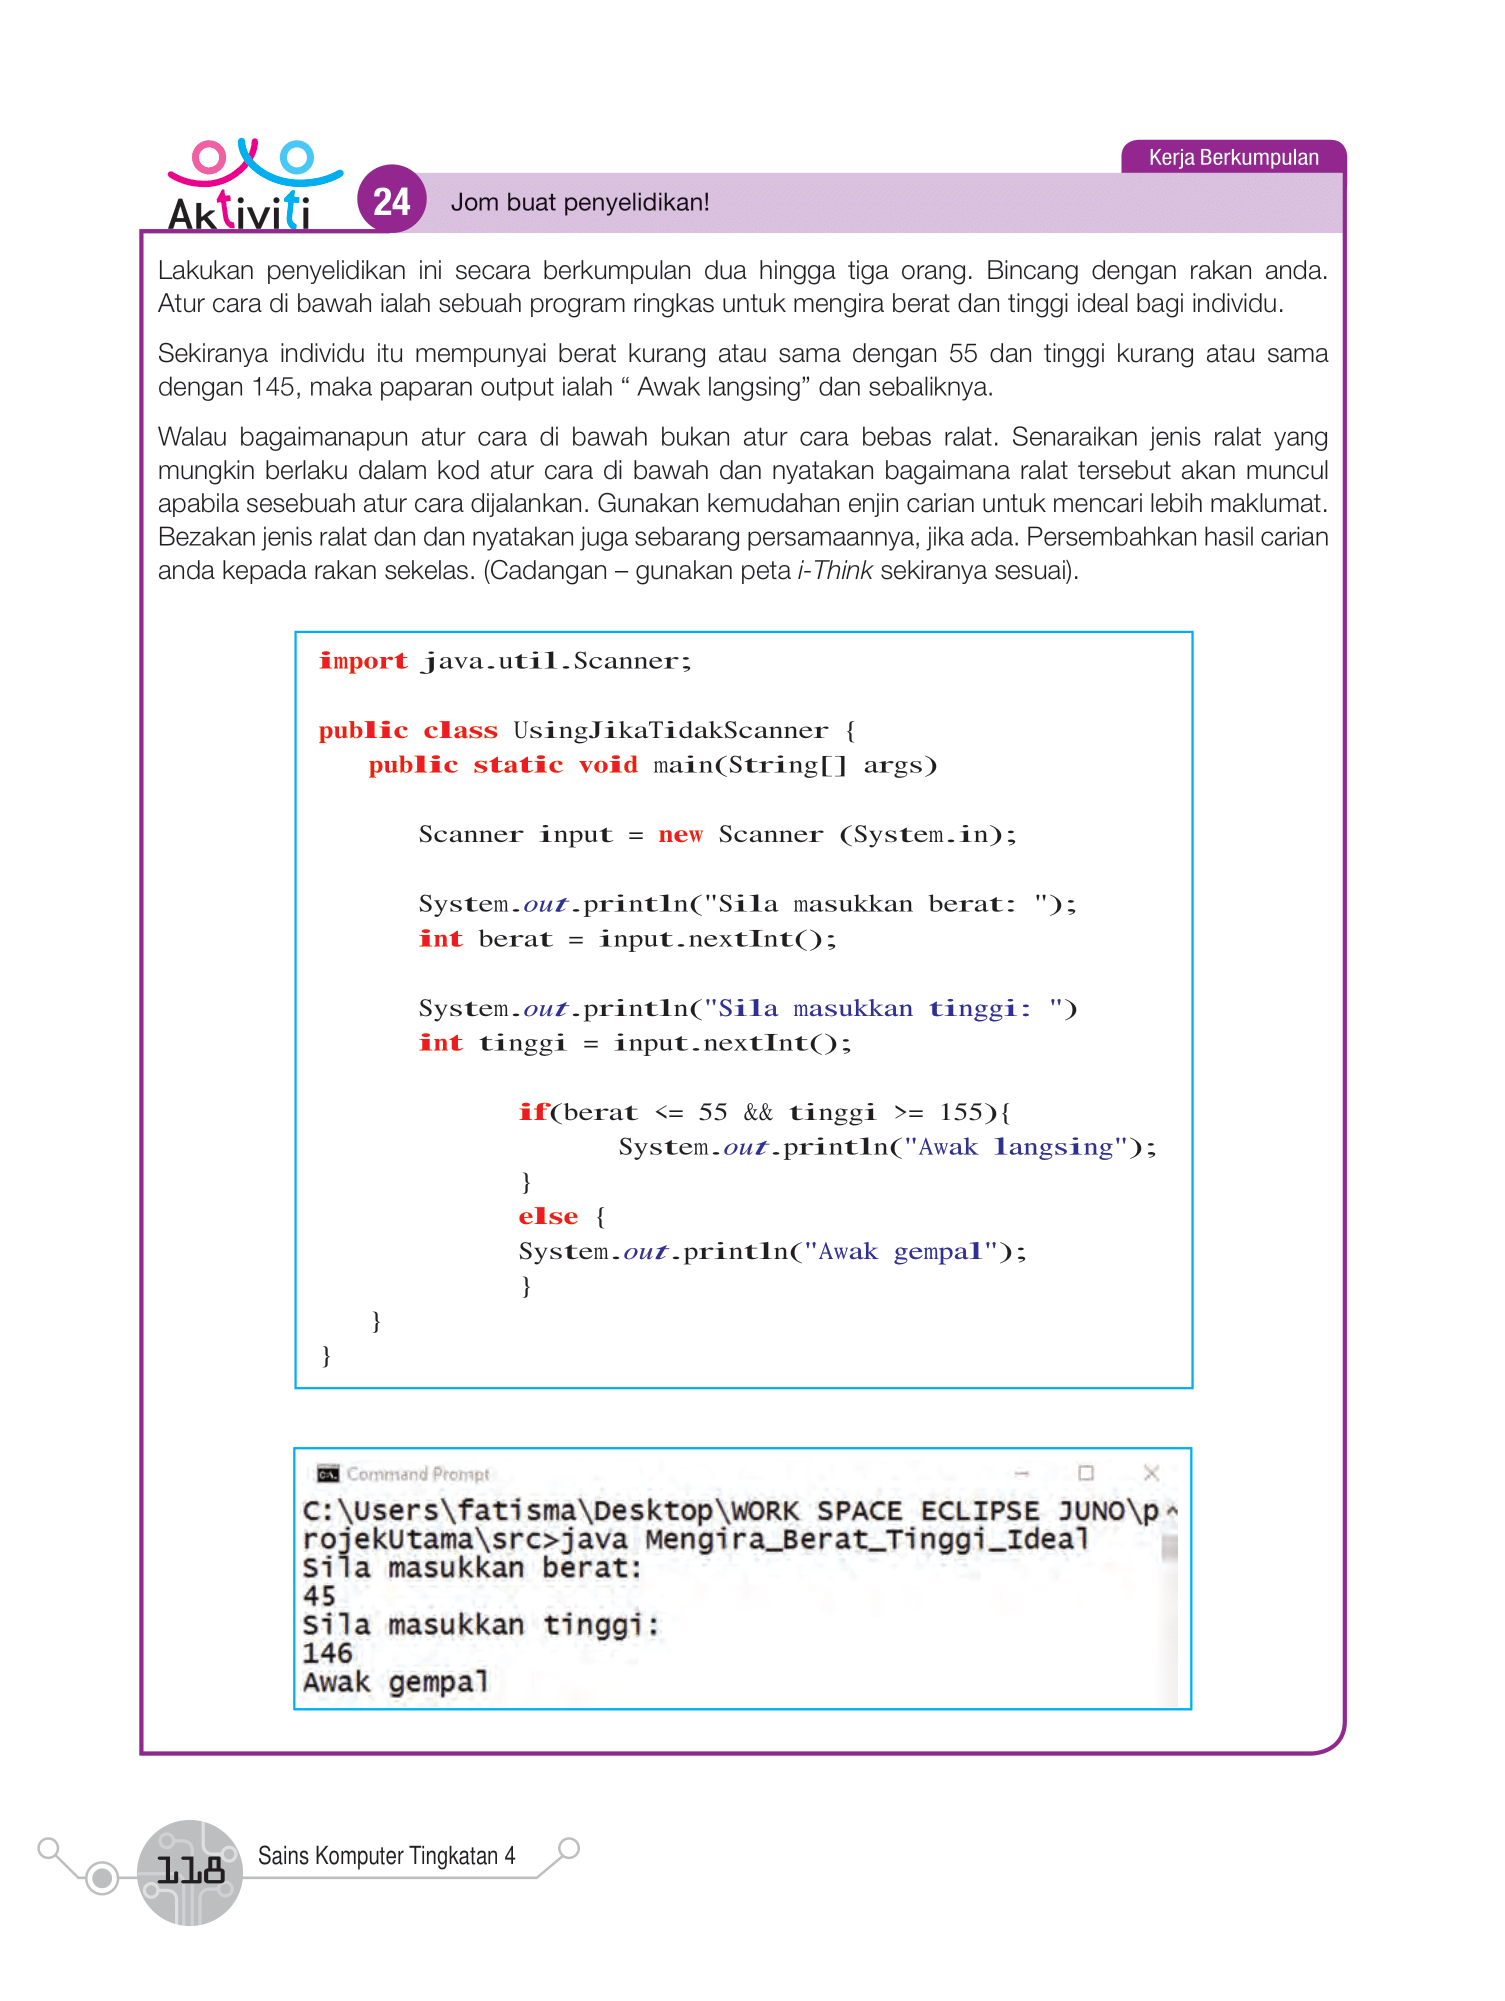 Kerja Berkumpulan
Aktiviti 24 Jom buat penyelidikan!
Lakukan penyelidikan ini secara berkumpulan dua hingga tiga orang. Bincang dengan rakan anda.
Atur cara di bawah ialah sebuah program ringkas untuk mengira berat dan tinggi ideal bagi individu.
Sekiranya individu itu mempunyai berat kurang atau sama dengan 55 dan tinggi kurang atau sama
dengan 145, maka paparan output ialah “ Awak langsing” dan sebaliknya.
Walau bagaimanapun atur cara di bawah bukan atur cara bebas ralat. Senaraikan jenis ralat yang
mungkin berlaku dalam kod atur cara di bawah dan nyatakan bagaimana ralat tersebut akan muncul
apabila sesebuah atur cara dijalankan. Gunakan kemudahan enjin carian untuk mencari lebih maklumat.
Bezakan jenis ralat dan dan nyatakan juga sebarang persamaannya, jika ada. Persembahkan hasil carian
anda kepada rakan sekelas. (Cadangan – gunakan peta i-Think sekiranya sesuai).
import java.util.Scanner;
public class UsingJikaTidakScanner {
public static void main(String[] args)
Scanner input = new Scanner (System.in);
System.out.println("Sila masukkan berat: ");
int berat = input.nextInt();
System.out.println("Sila masukkan tinggi: ")
int tinggi = input.nextInt();
if(berat <= 55 && tinggi >= 155){
System.out.println("Awak langsing");
}
else {
System.out.println("Awak gempal");
}
}
}
Command Prompt
C:\Users\fatisma\Desktop\WORK SPACE ECLIPSE JUNO\p
rojekUtama\src>java Mengira_Berat_Tinggi_Ideal
Sila masukkan berat:
45
Sila masukkan tinggi:
146
Awak gempal
118 Sains Komputer Tingkatan 4